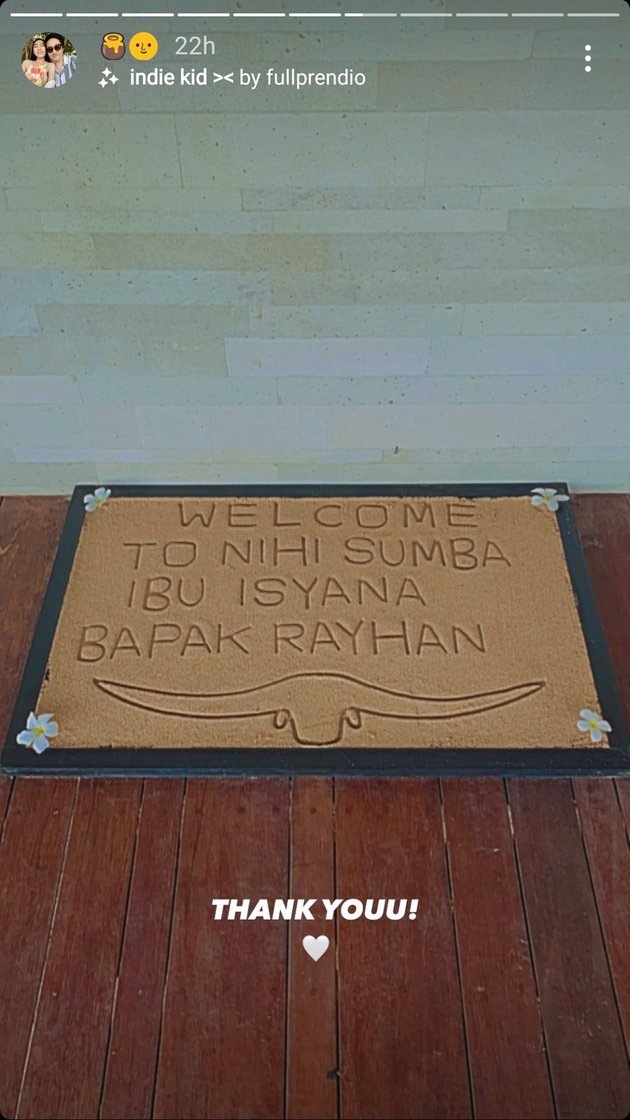 🍯🌝 22h
indie kid >< by fullprendio
WELCOME
TO NIHI SUMBA
IBU ISYANA
BAPAK RAYHAN
THANK YOUU!
🤍